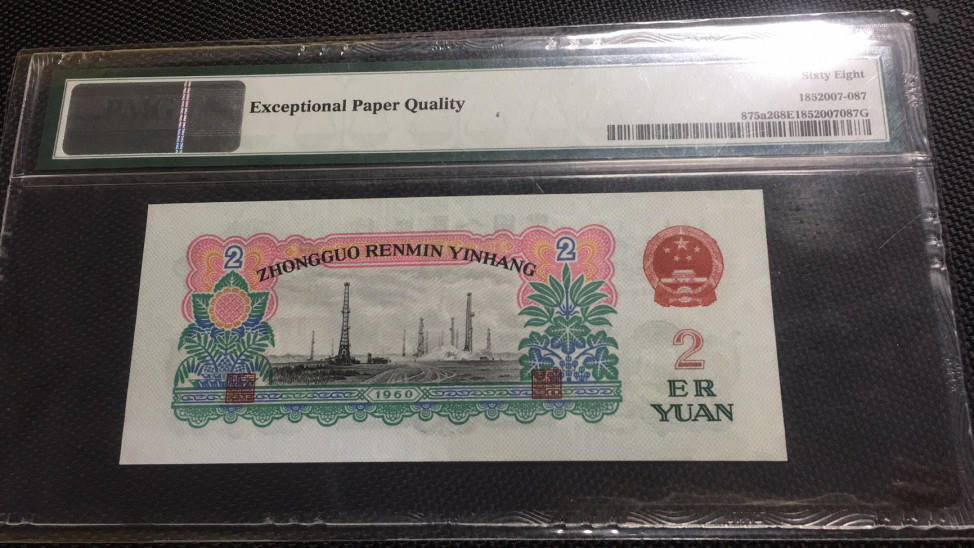 Sixty Eight
Exceptional Paper Quality
1852007-087
875a268E1852007087G
2
2
ZHONGGUO RENMIN YINHANG
2
1960
ER
YUAN